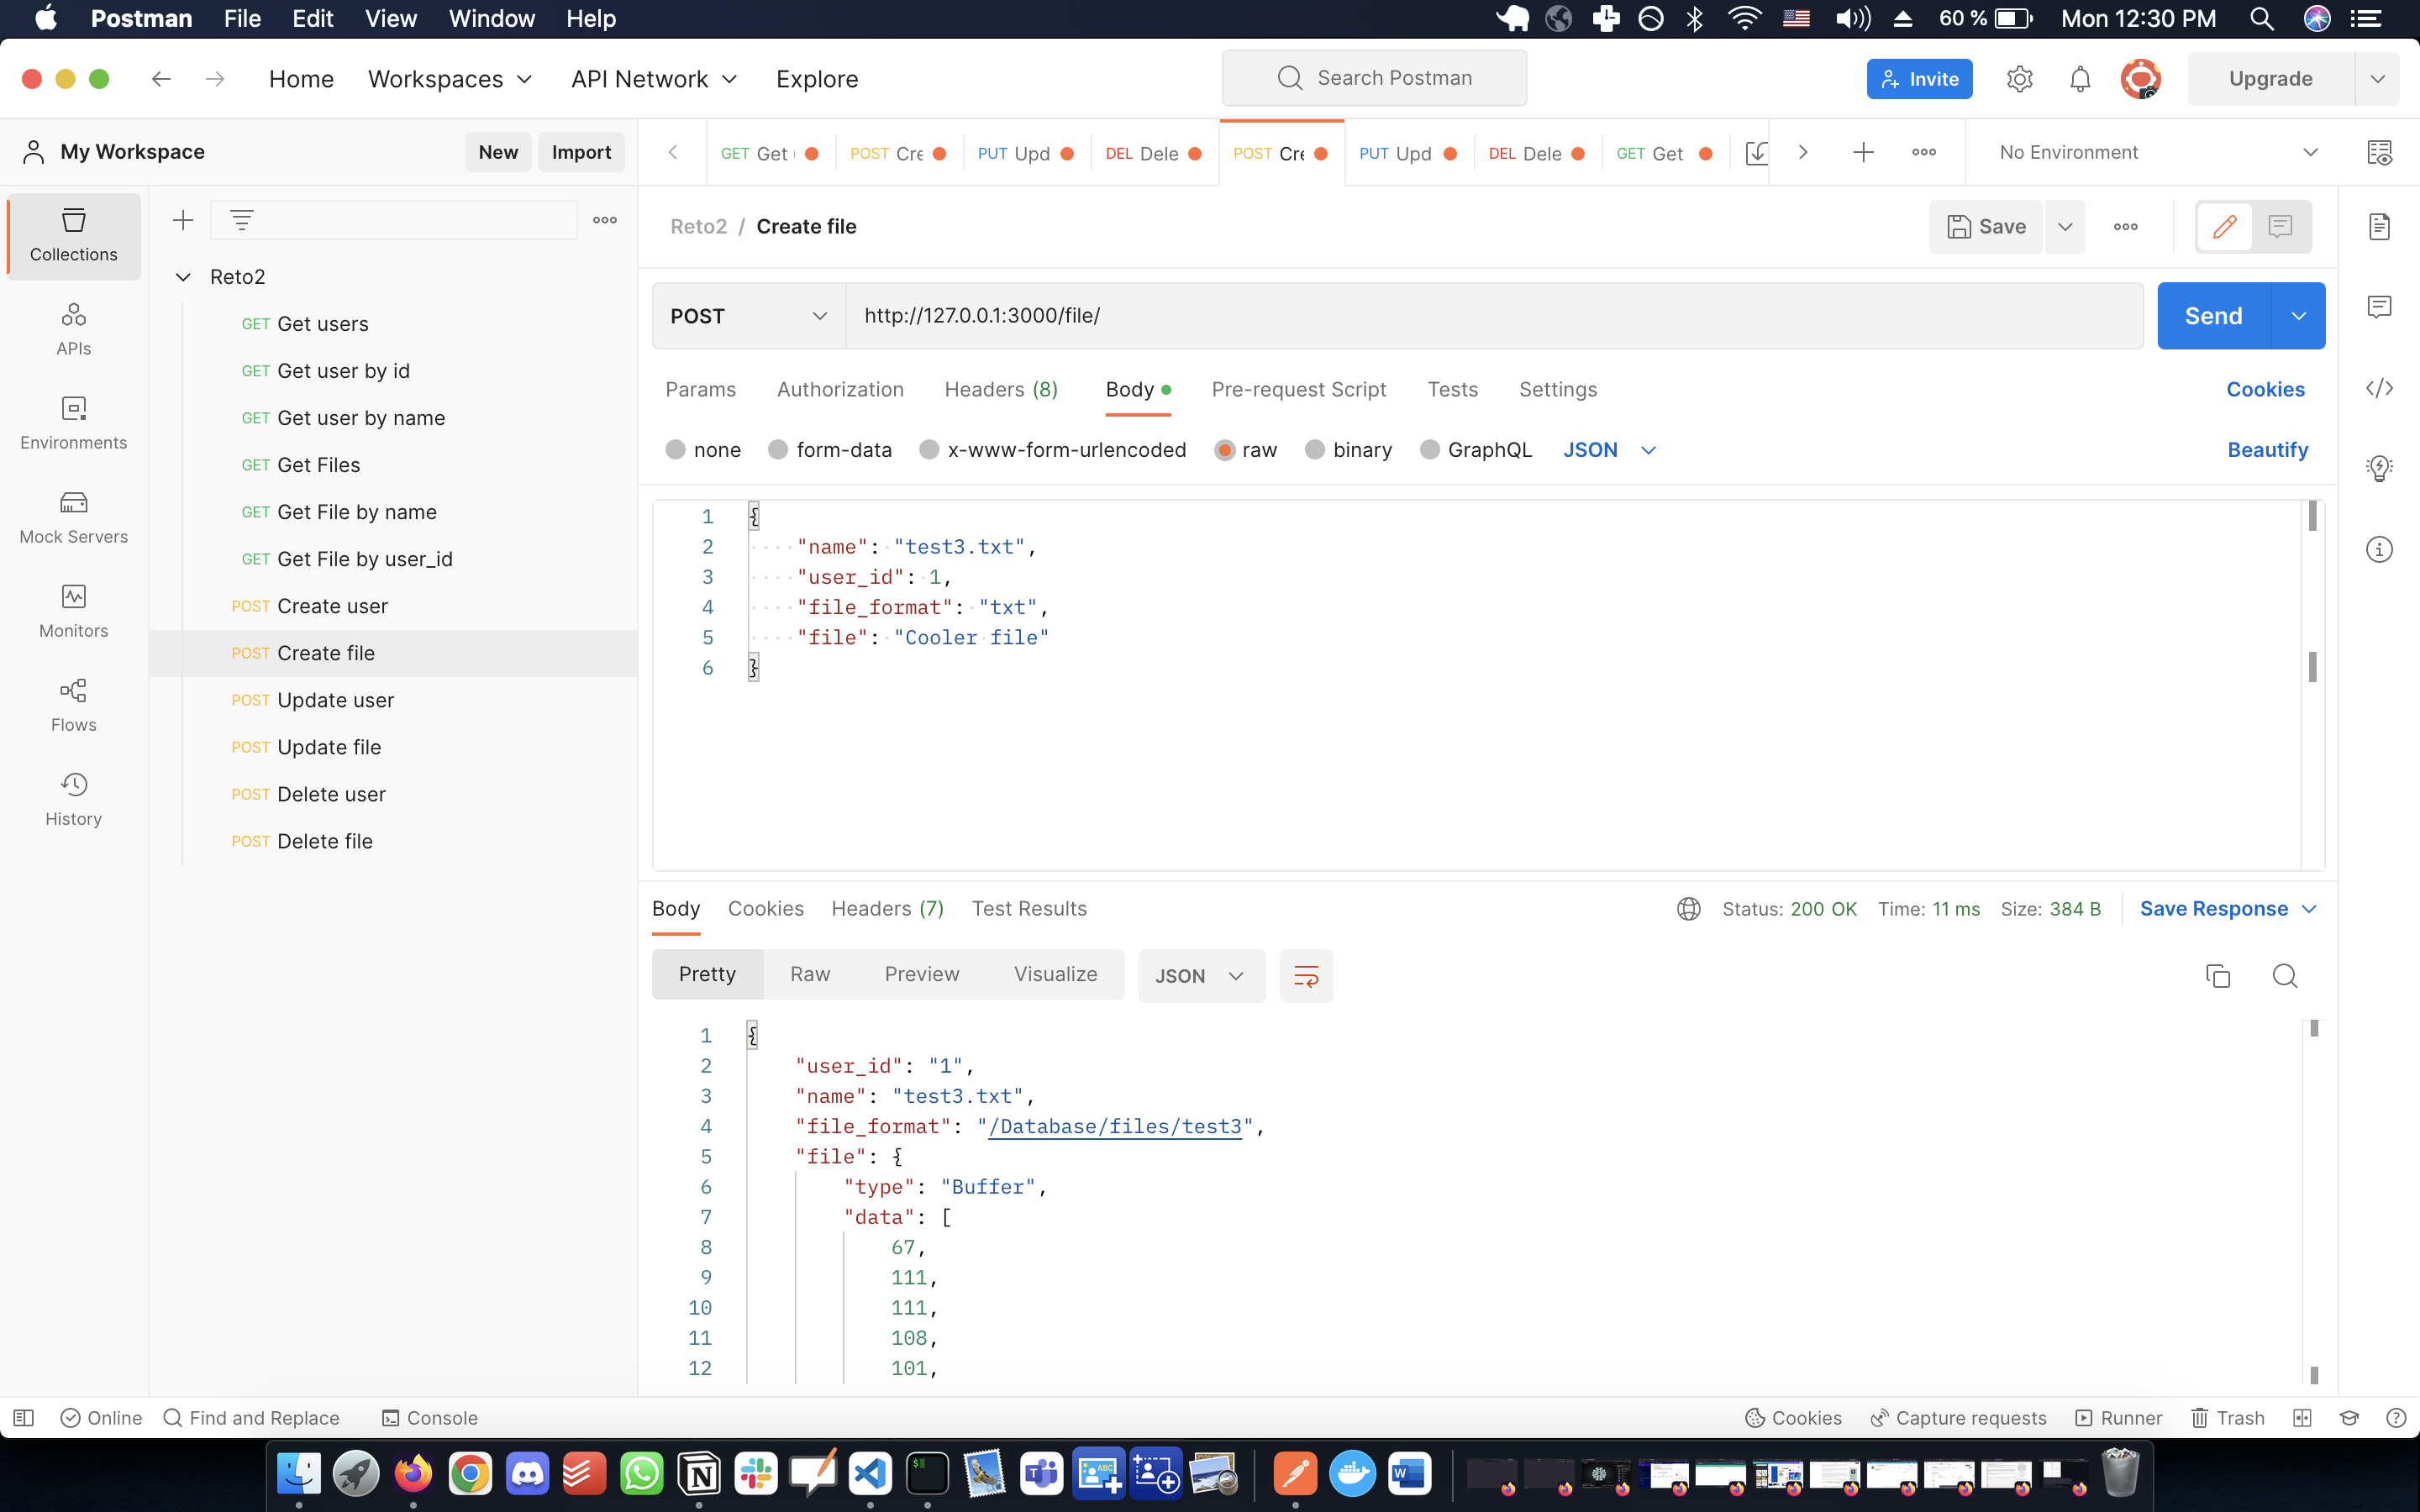 Postman File Edit View Window Help 60 % Mon 12:30 PM
Home Workspaces API Network Explore Search Postman Invite Upgrade
My Workspace New Import
GET Get POST Cre PUT Upd DEL Dele POST Cre PUT Upd DEL Dele GET Get No Environment
Collections
APIs
Environments
Mock Servers
Monitors
Flows
History
Reto2
GET Get users
GET Get user by id
GET Get user by name
GET Get Files
GET Get File by name
GET Get File by user_id
POST Create user
POST Create file
POST Update user
POST Update file
POST Delete user
POST Delete file
Reto2 / Create file Save
POST http://127.0.0.1:3000/file/ Send
Params Authorization Headers (8) Body Pre-request Script Tests Settings Cookies
none form-data x-www-form-urlencoded raw binary GraphQL JSON Beautify
1 {
2 "name": "test3.txt",
3 "user_id": 1,
4 "file_format": "txt",
5 "file": "Cooler file"
6 }
Body Cookies Headers (7) Test Results Status: 200 OK Time: 11 ms Size: 384 B Save Response
Pretty Raw Preview Visualize JSON
1 {
2 "user_id": "1",
3 "name": "test3.txt",
4 "file_format": "/Database/files/test3",
5 "file": {
6 "type": "Buffer",
7 "data": [
8 67,
9 111,
10 111,
11 108,
12 101,
Online Find and Replace Console Cookies Capture requests Runner Trash